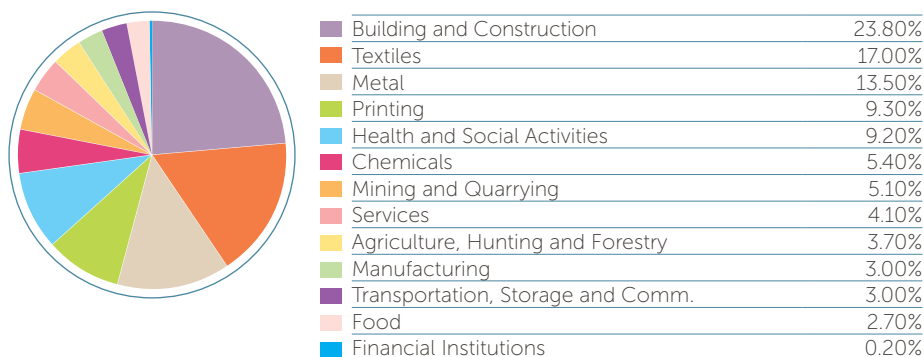 Building and Construction 23.80%
Textiles 17.00%
Metal 13.50%
Printing 9.30%
Health and Social Activities 9.20%
Chemicals 5.40%
Mining and Quarrying 5.10%
Services 4.10%
Agriculture, Hunting and Forestry 3.70%
Manufacturing 3.00%
Transportation, Storage and Comm. 3.00%
Food 2.70%
Financial Institutions 0.20%